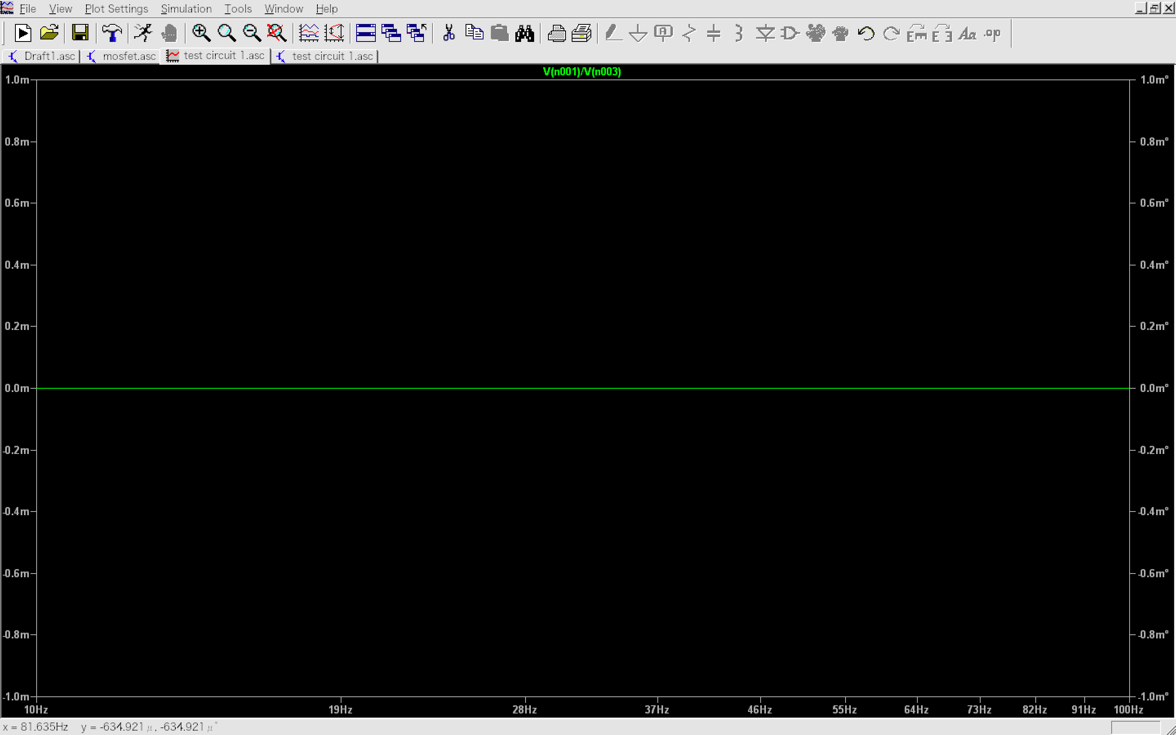 File View Plot Settings Simulation Tools Window Help
Draft1.asc mosfet.asc test circuit 1.asc test circuit 1.asc
V(n001)/V(n003)
1.0m 1.0m°
0.8m 0.8m°
0.6m 0.6m°
0.4m 0.4m°
0.2m 0.2m°
0.0m 0.0m°
-0.2m -0.2m°
-0.4m -0.4m°
-0.6m -0.6m°
-0.8m -0.8m°
-1.0m -1.0m°
10Hz 19Hz 28Hz 37Hz 46Hz 55Hz 64Hz 73Hz 82Hz 91Hz 100Hz
x = 81.635Hz y = -634.921µ, -634.921µ°